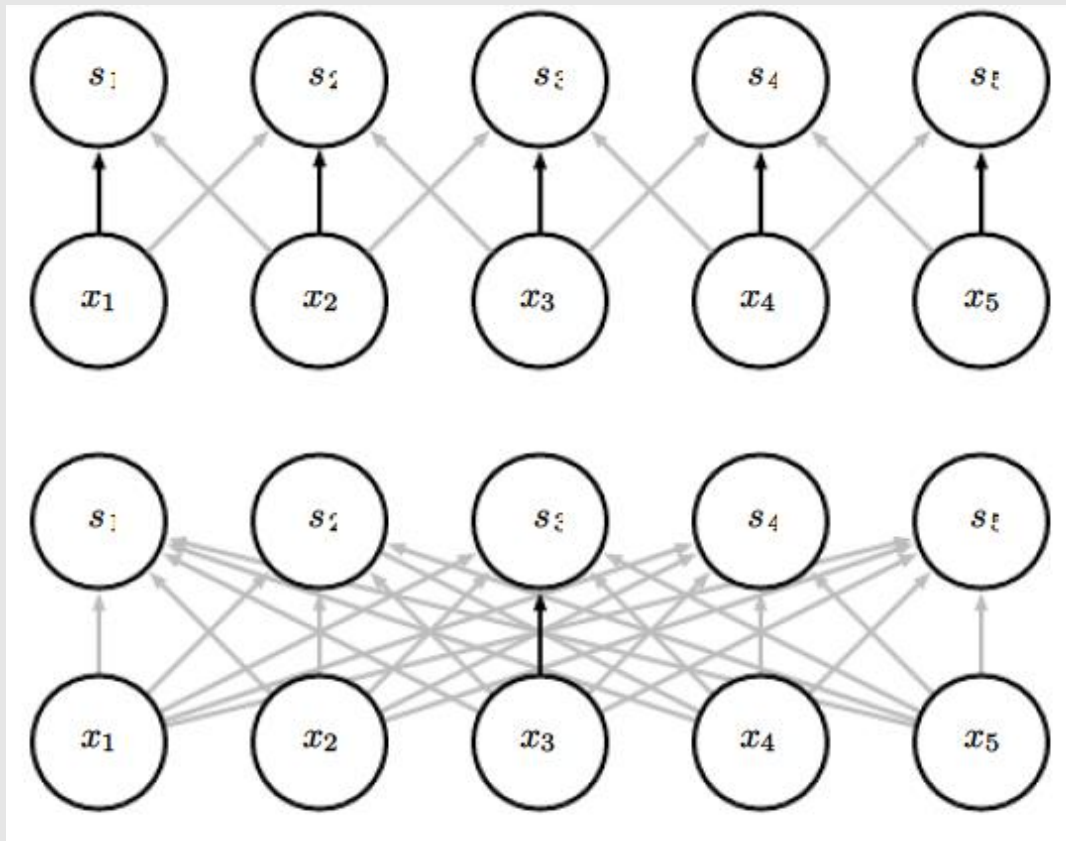 s₁ s₂ s₃ s₄ s₅
x₁ x₂ x₃ x₄ x₅
s₁ s₂ s₃ s₄ s₅
x₁ x₂ x₃ x₄ x₅